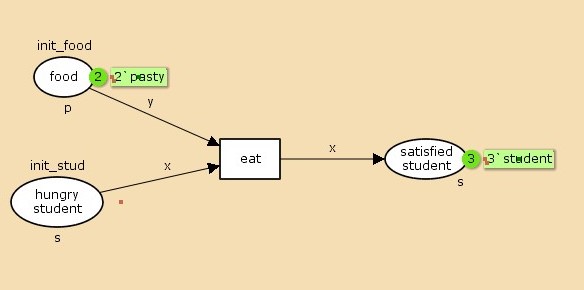 init_food
food
2
2`pasty
p
y
init_stud
hungry
student
s
x
eat
x
satisfied
student
3
3`student
s